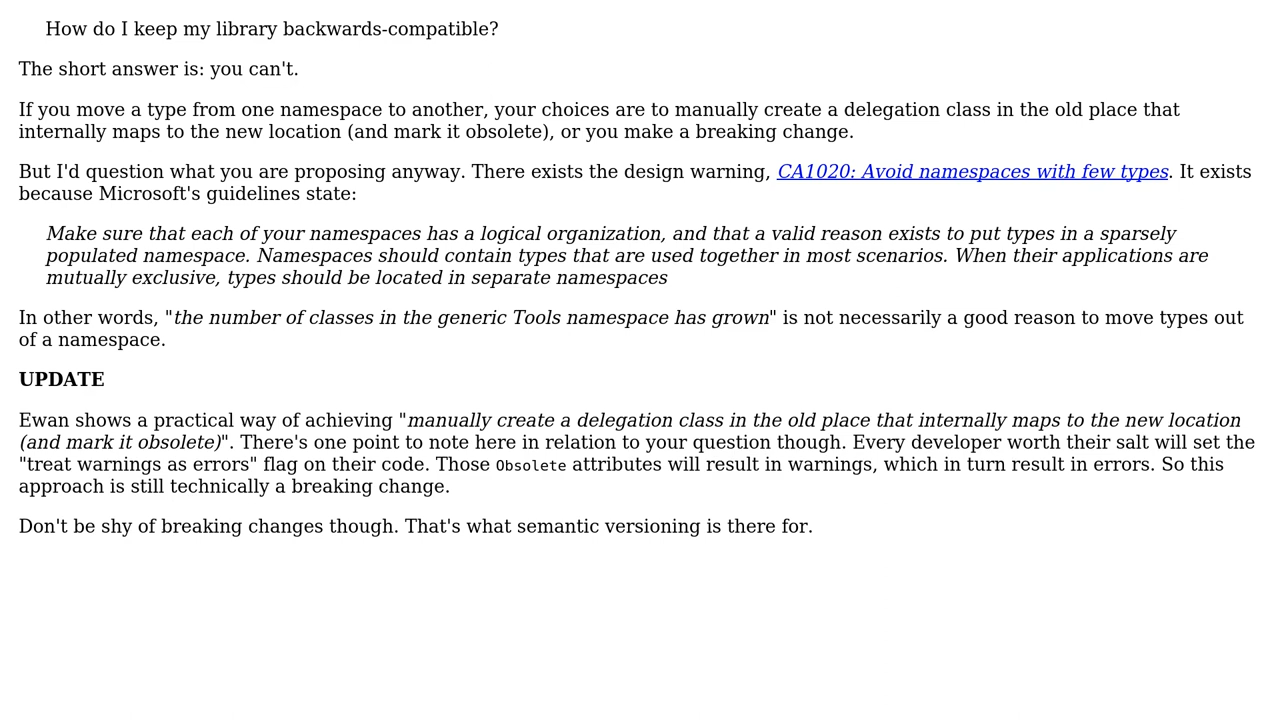 How do I keep my library backwards-compatible?
The short answer is: you can't.
If you move a type from one namespace to another, your choices are to manually create a delegation class in the old place that
internally maps to the new location (and mark it obsolete), or you make a breaking change.
But I'd question what you are proposing anyway. There exists the design warning, CA1020: Avoid namespaces with few types. It exists
because Microsoft's guidelines state:
Make sure that each of your namespaces has a logical organization, and that a valid reason exists to put types in a sparsely
populated namespace. Namespaces should contain types that are used together in most scenarios. When their applications are
mutually exclusive, types should be located in separate namespaces
In other words, "the number of classes in the generic Tools namespace has grown" is not necessarily a good reason to move types out
of a namespace.
UPDATE
Ewan shows a practical way of achieving "manually create a delegation class in the old place that internally maps to the new location
(and mark it obsolete)". There's one point to note here in relation to your question though. Every developer worth their salt will set the
"treat warnings as errors" flag on their code. Those Obsolete attributes will result in warnings, which in turn result in errors. So this
approach is still technically a breaking change.
Don't be shy of breaking changes though. That's what semantic versioning is there for.